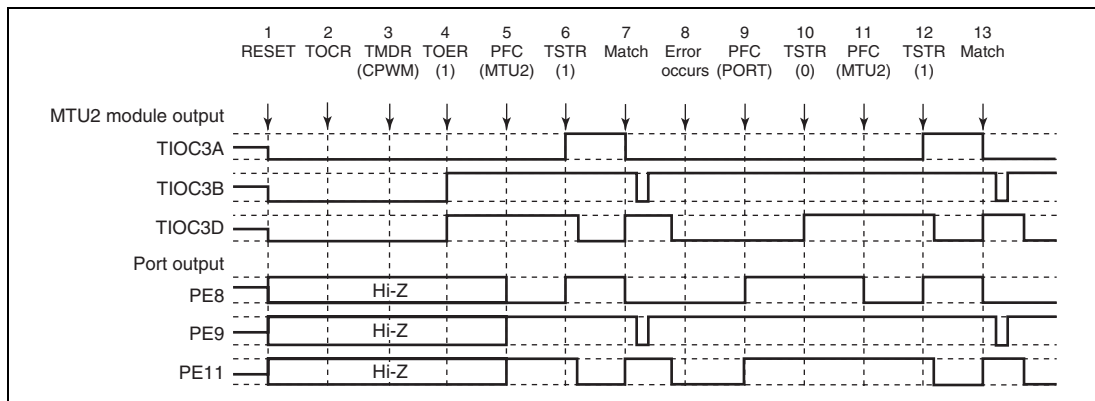 1 2 3 4 5 6 7 8 9 10 11 12 13
RESET TOCR TMDR TOER PFC TSTR Match Error PFC TSTR PFC TSTR Match
(CPWM) (1) (MTU2) (1) occurs (PORT) (0) (MTU2) (1)
MTU2 module output
TIOC3A
TIOC3B
TIOC3D
Port output
PE8 Hi-Z
PE9 Hi-Z
PE11 Hi-Z